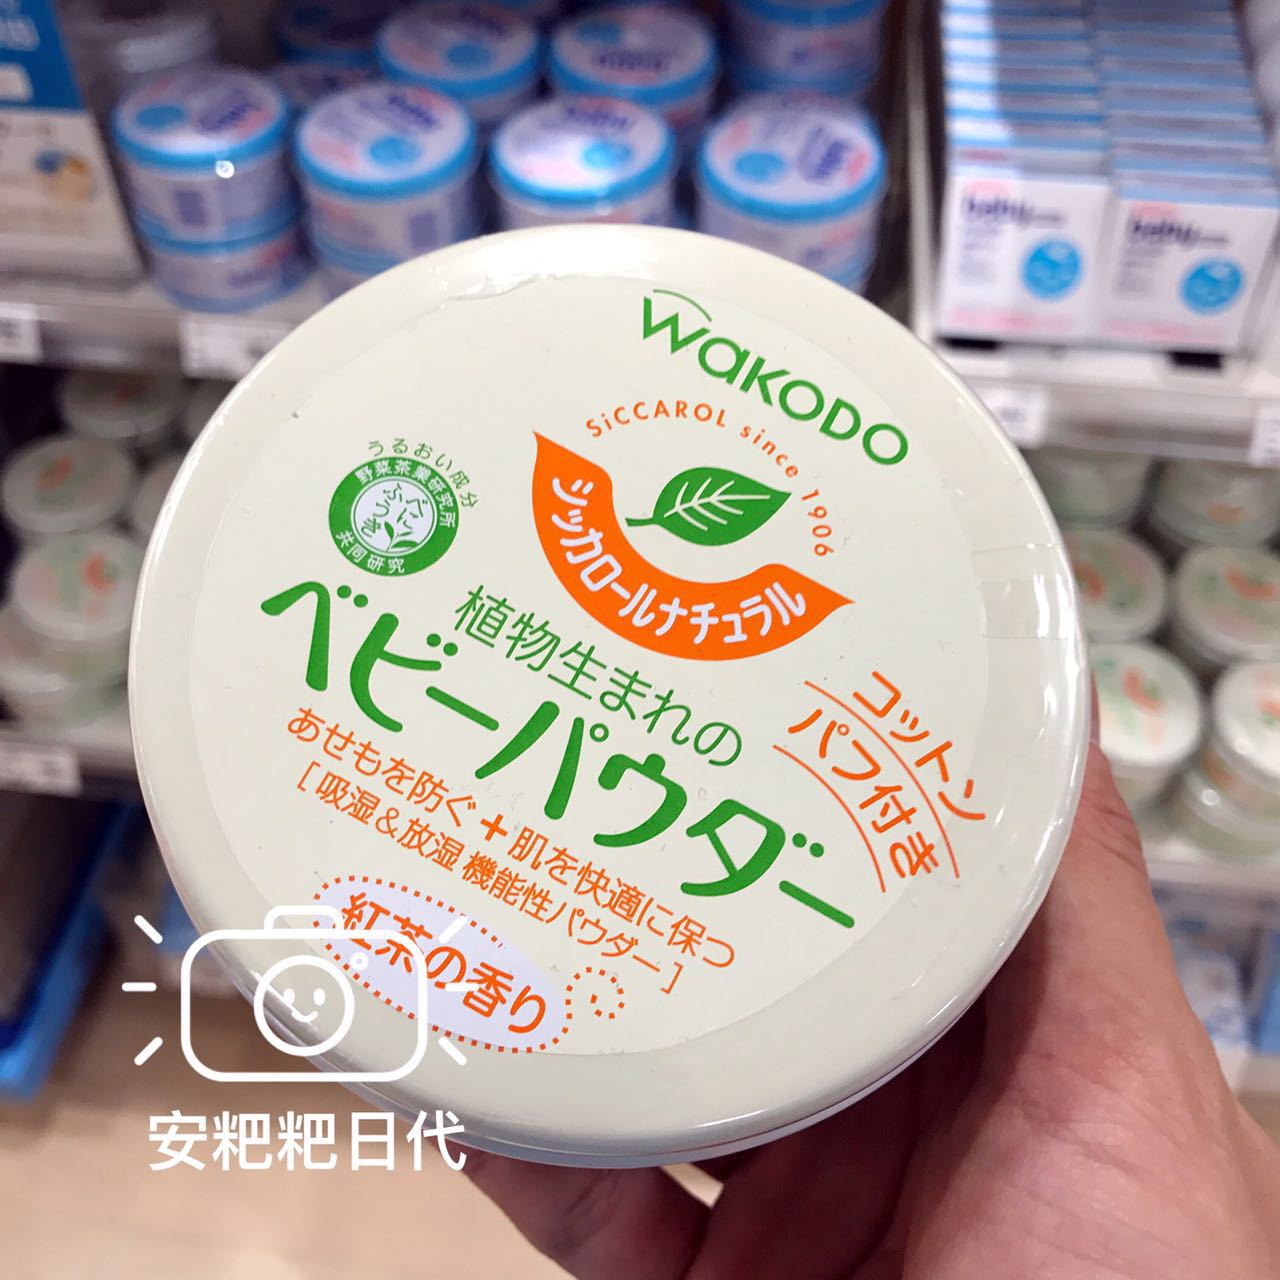 WAKODO
SiCCAROL since 1906
シッカロールナチュラル
うるおい成分
野菜茶業研究所
べに
ふうき
共同研究
植物生まれの
ベビーパウダー
コットン
パフ付き
あせもを防ぐ+肌を快適に保つ
[吸湿&放湿 機能性パウダー]
紅茶の香り
安粑粑日代